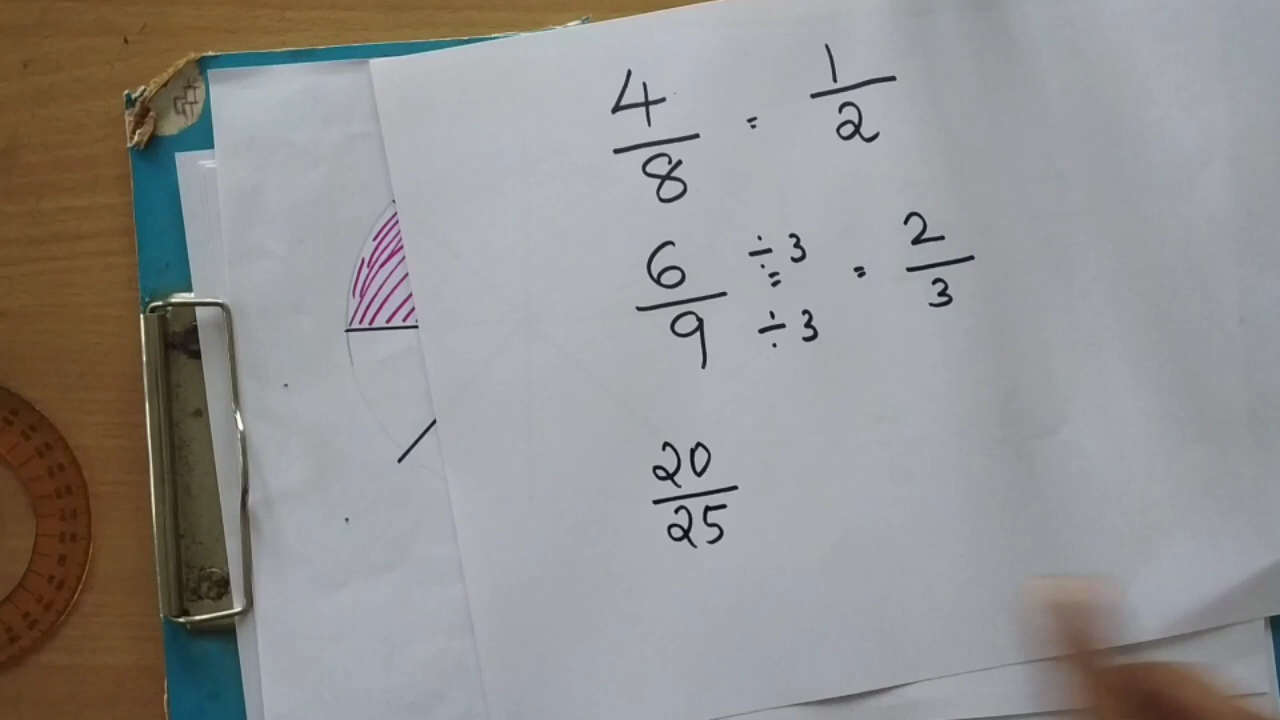 4/8 = 1/2
6/9 ÷3 = ÷3 = 2/3
20/25